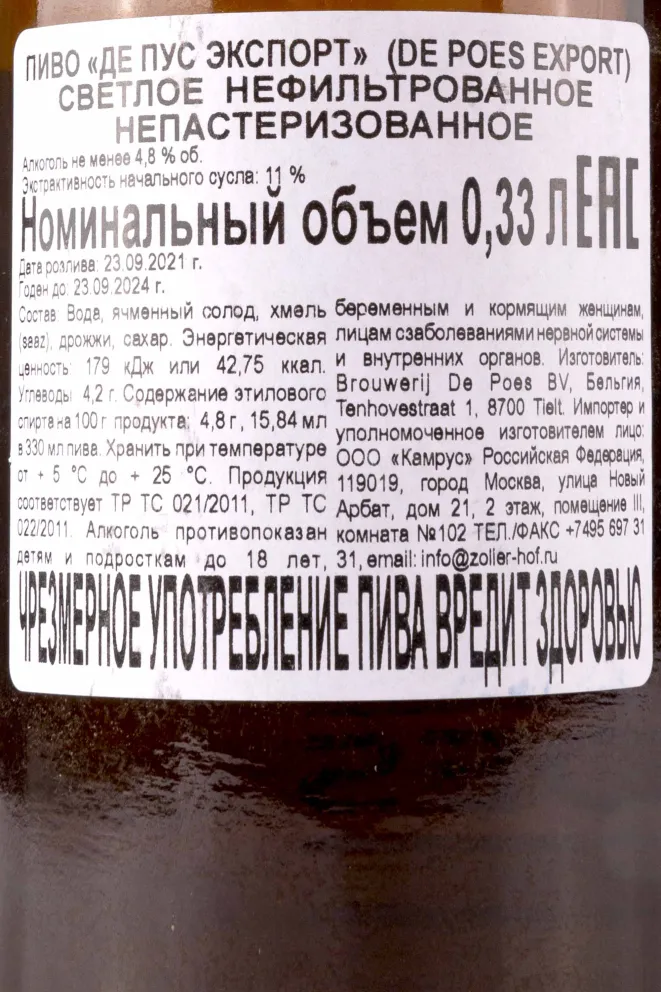 ПИВО «ДЕ ПУС ЭКСПОРТ» (DE POES EXPORT)
СВЕТЛОЕ НЕФИЛЬТРОВАННОЕ
НЕПАСТЕРИЗОВАННОЕ
Алкоголь не менее 4,8 % об.
Экстрактивность начального сусла: 11 %
Номинальный объем 0,33 л EAC
Дата розлива: 23.09.2021 г.
Годен до: 23.09.2024 г.
Состав: Вода, ячменный солод, хмель
(saaz), дрожжи, сахар. Энергетическая
ценность: 179 кДж или 42,75 ккал.
Углеводы: 4,2 г. Содержание этилового
спирта на 100 г продукта: 4,8 г, 15,84 мл
в 330 мл пива. Хранить при температуре
от + 5 °С до + 25 °С. Продукция
соответствует ТР ТС 021/2011, ТР ТС
022/2011. Алкоголь противопоказан
детям и подросткам до 18 лет,
беременным и кормящим женщинам,
лицам сзаболеваниями нервной системы
и внутренних органов. Изготовитель:
Brouwerij De Poes BV, Бельгия,
Tenhovestraat 1, 8700 Tielt. Импортер и
уполномоченное изготовителем лицо:
ООО «Камрус» Российская Федерация,
119019, город Москва, улица Новый
Арбат, дом 21, 2 этаж, помещение III,
комната №102 ТЕЛ./ФАКС +7495 697 31
31, email: info@zolier-hof.ru
ЧРЕЗМЕРНОЕ УПОТРЕБЛЕНИЕ ПИВА ВРЕДИТ ЗДОРОВЬЮ